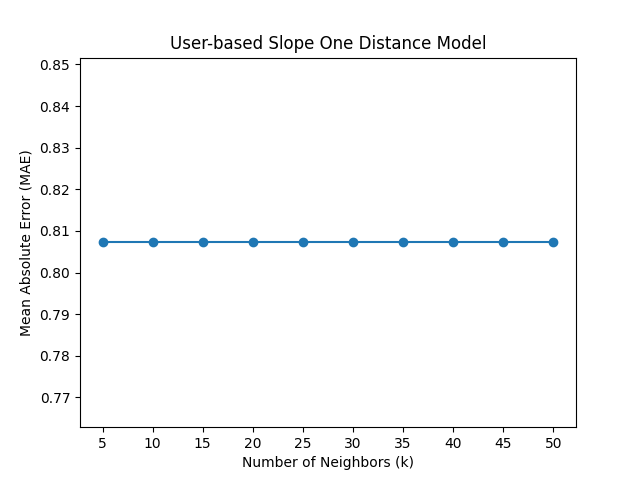 User-based Slope One Distance Model
0.85
0.84
0.83
0.82
0.81
0.80
0.79
0.78
0.77
Mean Absolute Error (MAE)
5 10 15 20 25 30 35 40 45 50
Number of Neighbors (k)